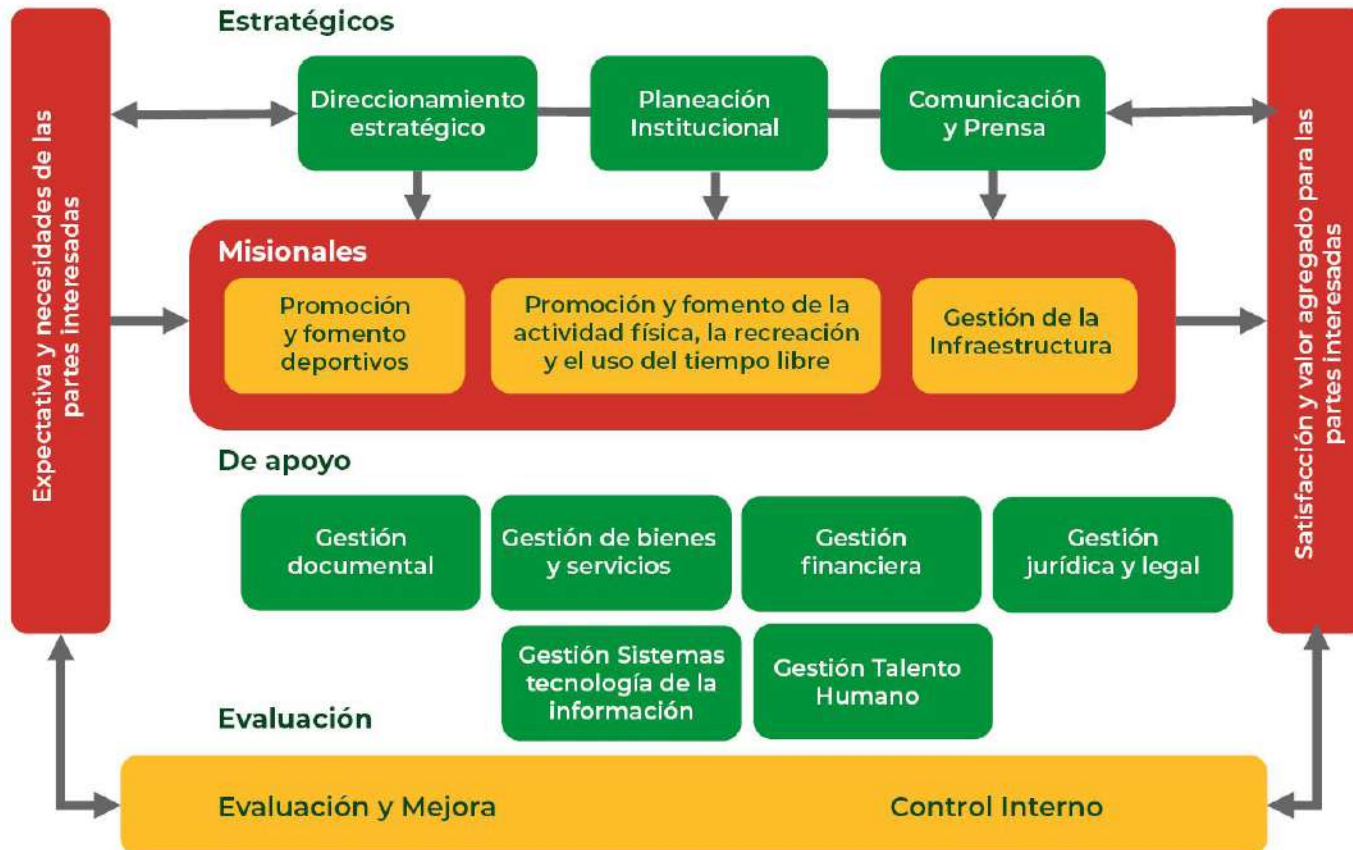 Estratégicos
Expectativa y necesidades de las
partes interesadas
Direccionamiento
estratégico
Planeación
Institucional
Comunicación
y Prensa
Satisfacción y valor agregado para las
partes interesadas
Misionales
Promoción
y fomento
deportivos
Promoción y fomento de la
actividad física, la recreación
y el uso del tiempo libre
Gestión de la
Infraestructura
De apoyo
Gestión
documental
Gestión de bienes
y servicios
Gestión
financiera
Gestión
jurídica y legal
Gestión Sistemas
tecnología de la
información
Gestión Talento
Humano
Evaluación
Evaluación y Mejora
Control Interno